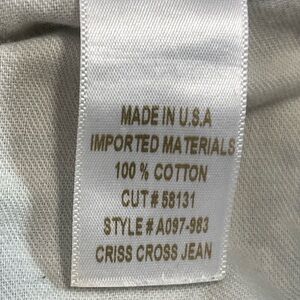 MADE IN U.S.A
IMPORTED MATERIALS
100 % COTTON
CUT # 58131
STYLE # A097-983
CRISS CROSS JEAN